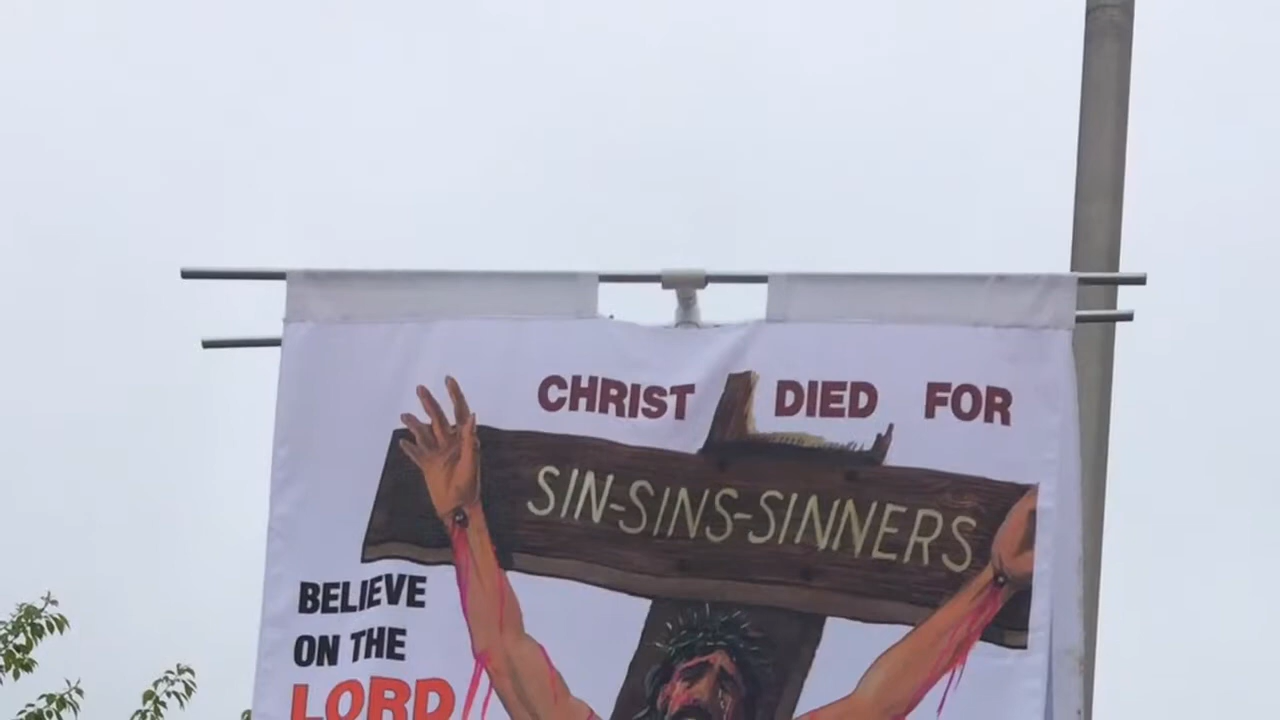 CHRIST DIED FOR
SIN-SINS-SINNERS
BELIEVE
ON THE
LORD